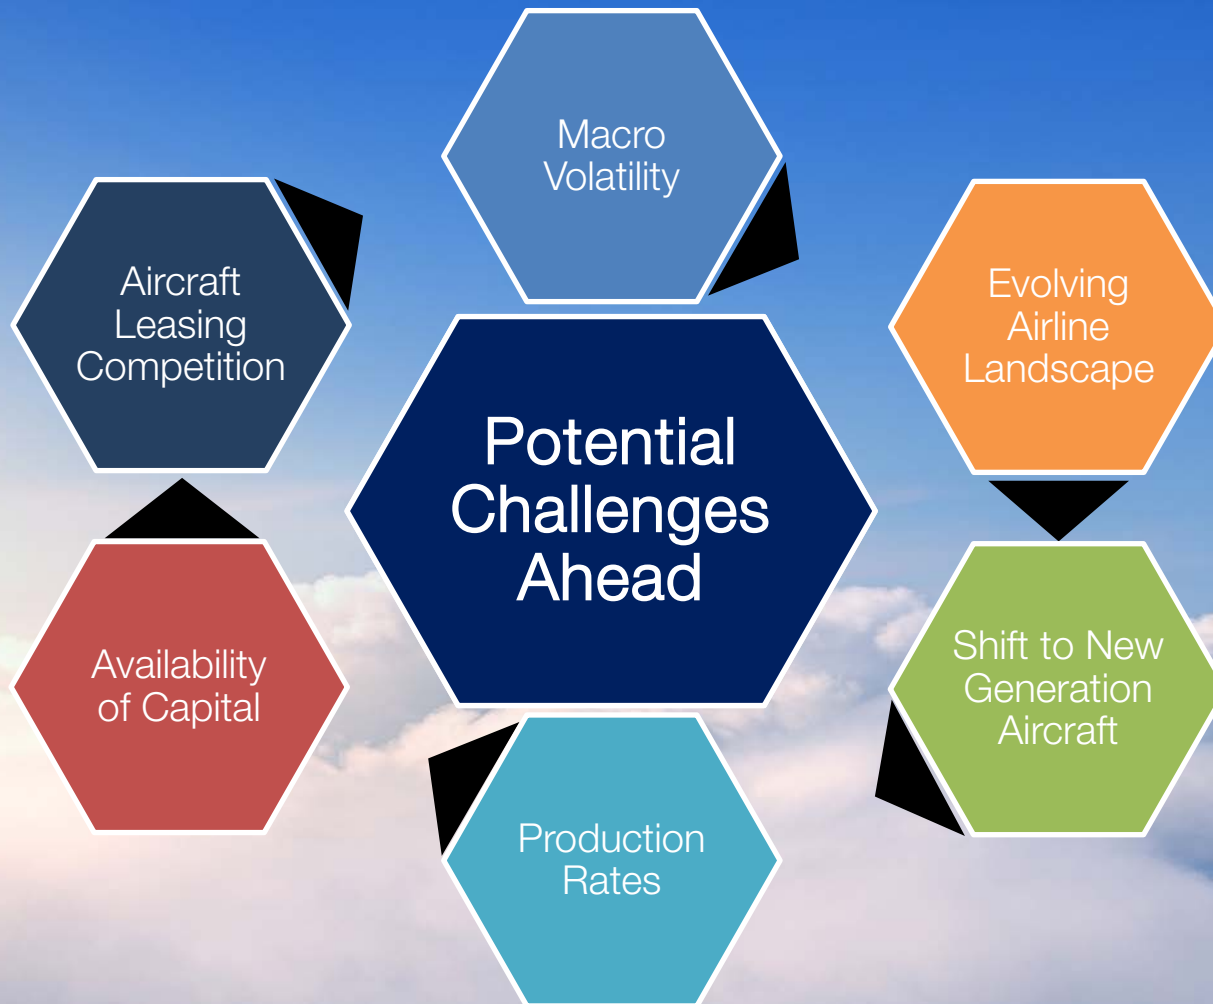 Macro
Volatility
Aircraft
Leasing
Competition
Evolving
Airline
Landscape
Potential
Challenges
Ahead
Availability
of Capital
Shift to New
Generation
Aircraft
Production
Rates